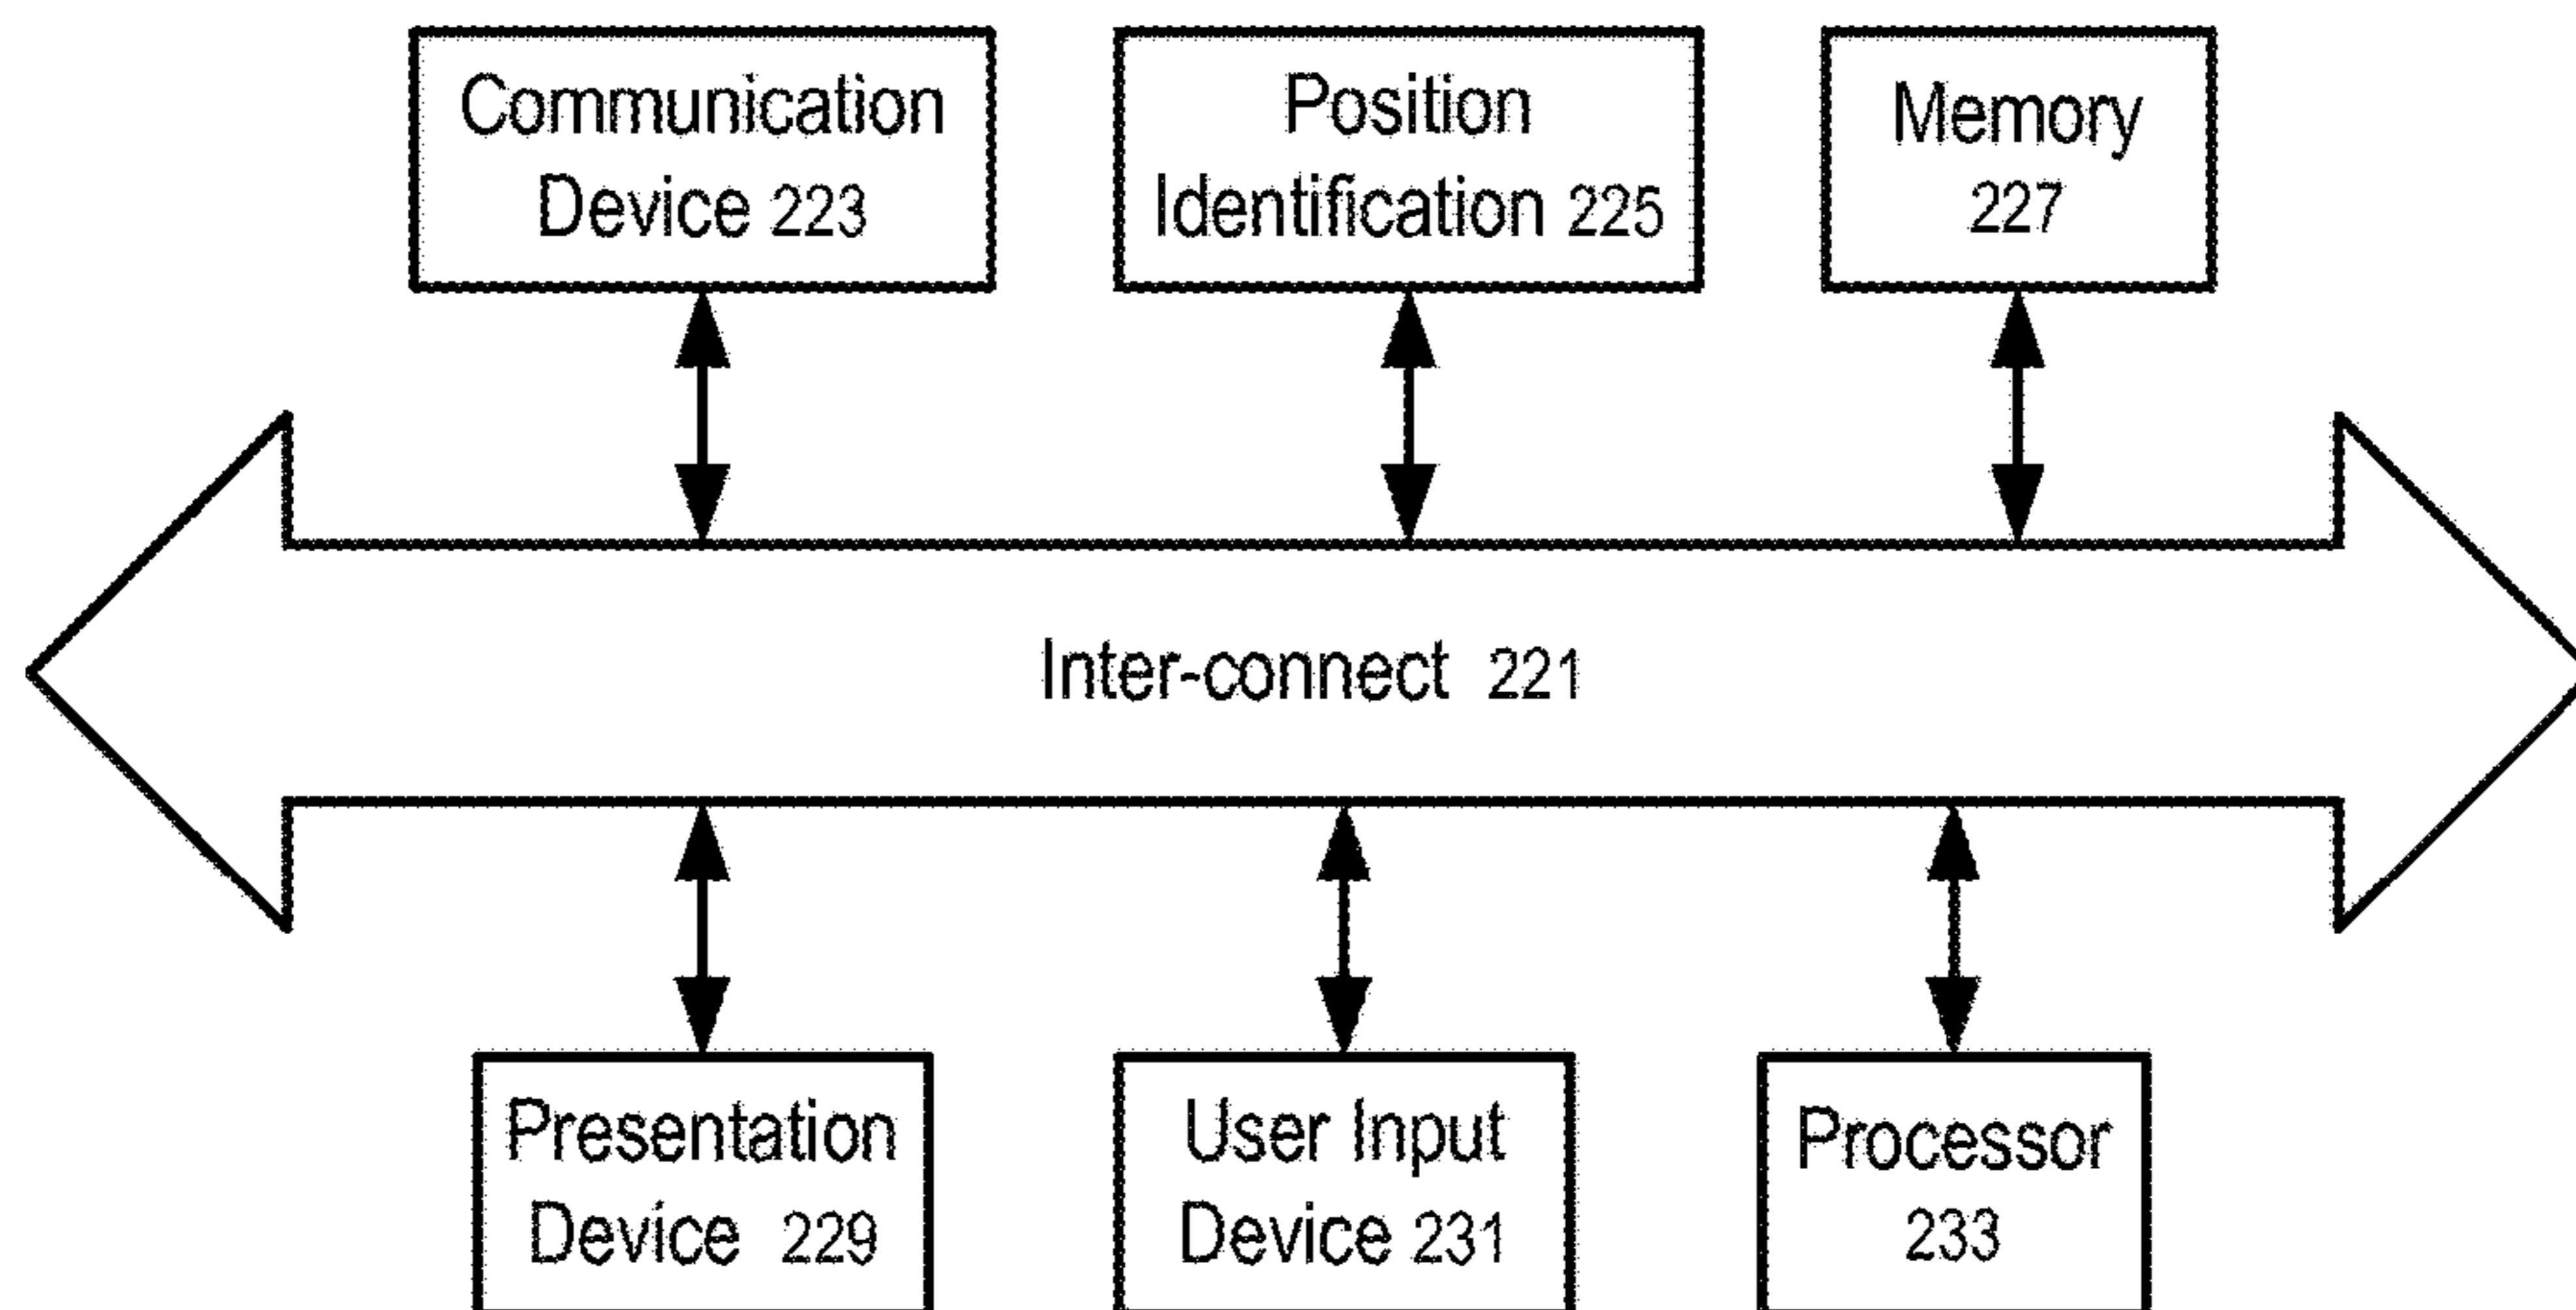 Communication
Device 223
Position
Identification 225
Memory
227
Inter-connect 221
Presentation
Device 229
User Input
Device 231
Processor
233